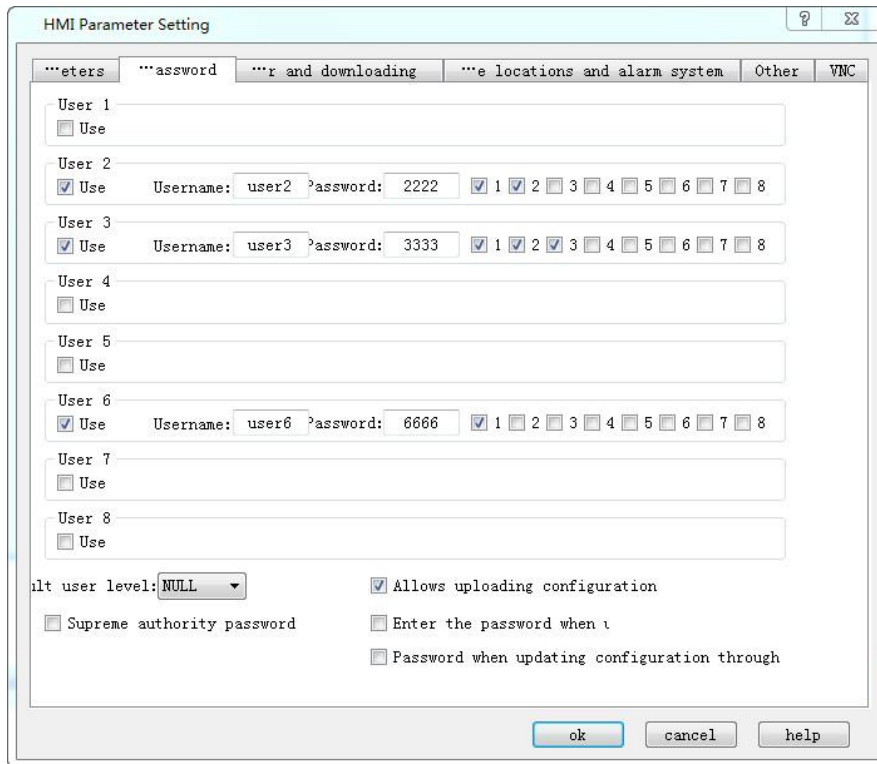 HMI Parameter Setting
…eters …assword …r and downloading …e locations and alarm system Other VNC
User 1
Use
User 2
Use Username: user2 Password: 2222 1 2 3 4 5 6 7 8
User 3
Use Username: user3 Password: 3333 1 2 3 4 5 6 7 8
User 4
Use
User 5
Use
User 6
Use Username: user6 Password: 6666 1 2 3 4 5 6 7 8
User 7
Use
User 8
Use
ult user level: NULL Allows uploading configuration
Supreme authority password Enter the password when
Password when updating configuration through
ok cancel help